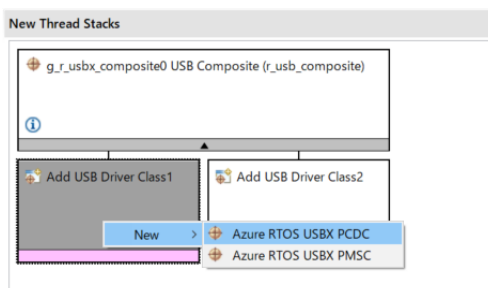 New Thread Stacks
g_r_usbx_composite0 USB Composite (r_usb_composite)
Add USB Driver Class1
Add USB Driver Class2
New
Azure RTOS USBX PCDC
Azure RTOS USBX PMSC